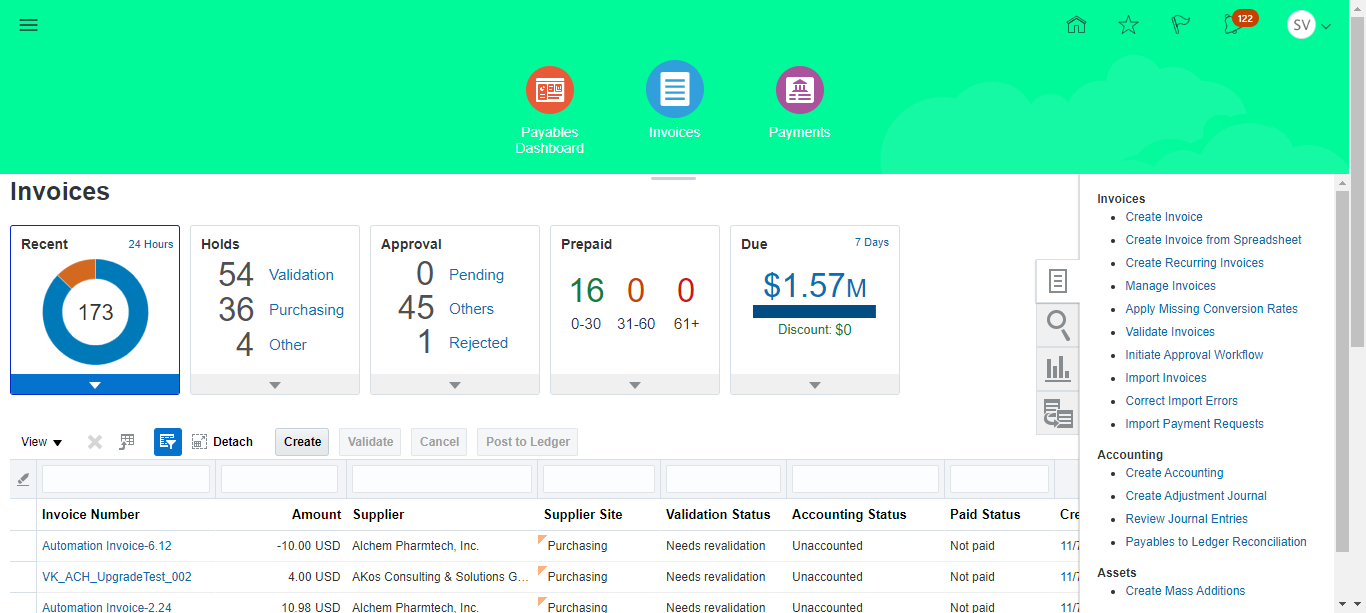 122
SV
Payables
Dashboard
Invoices
Payments
Invoices
Recent
24 Hours
173
Holds
54 Validation
36 Purchasing
4 Other
Approval
0 Pending
45 Others
1 Rejected
Prepaid
16 0 0
0-30 31-60 61+
Due
7 Days
$1.57M
Discount: $0
View
Detach
Create
Validate
Cancel
Post to Ledger
Invoice Number Amount Supplier Supplier Site Validation Status Accounting Status Paid Status Cre
Automation Invoice-6.12 -10.00 USD Alchem Pharmtech, Inc. Purchasing Needs revalidation Unaccounted Not paid 11/7
VK_ACH_UpgradeTest_002 4.00 USD AKos Consulting & Solutions G... Purchasing Needs revalidation Unaccounted Not paid 11/7
Automation Invoice-2.24 10.98 USD Alchem Pharmtech, Inc. Purchasing Needs revalidation Unaccounted Not paid 11/7
Invoices
Create Invoice
Create Invoice from Spreadsheet
Create Recurring Invoices
Manage Invoices
Apply Missing Conversion Rates
Validate Invoices
Initiate Approval Workflow
Import Invoices
Correct Import Errors
Import Payment Requests
Accounting
Create Accounting
Create Adjustment Journal
Review Journal Entries
Payables to Ledger Reconciliation
Assets
Create Mass Additions